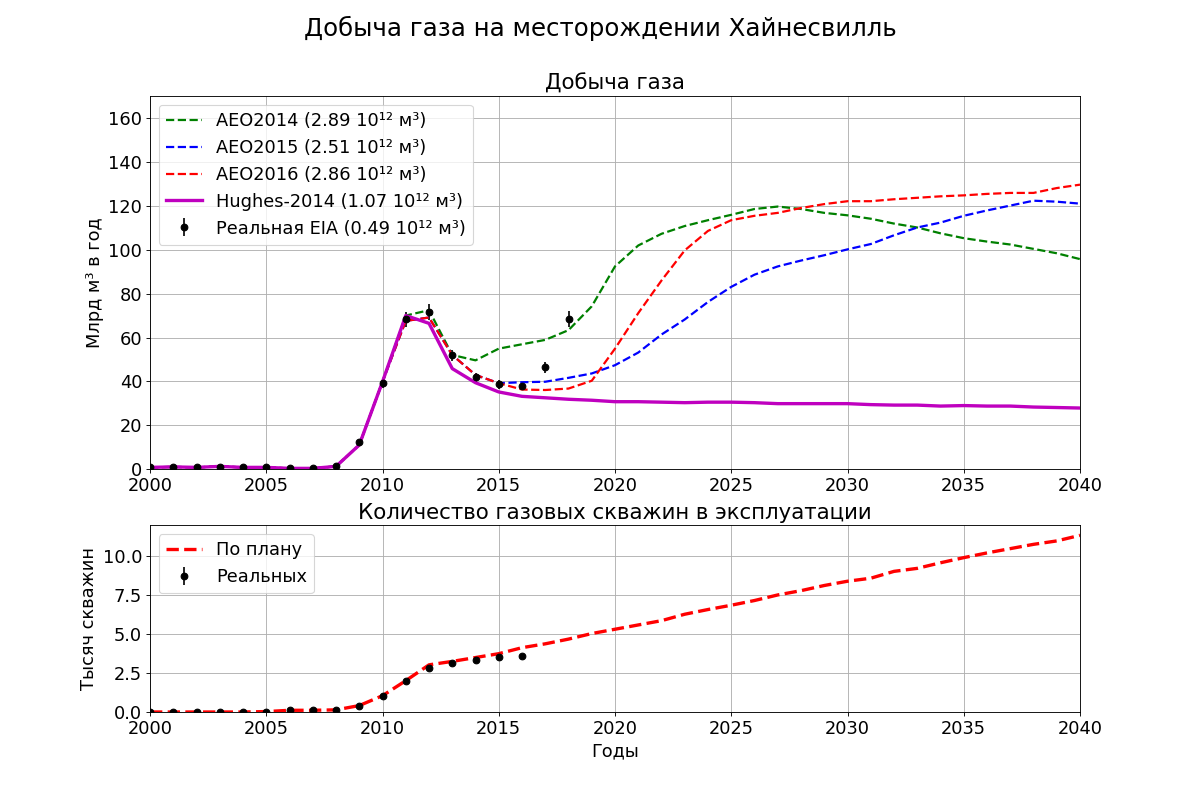 Добыча газа на месторождении Хайнесвилль
Добыча газа
Млрд м³ в год
160
140
120
100
80
60
40
20
0
AEO2014 (2.89 10¹² м³)
AEO2015 (2.51 10¹² м³)
AEO2016 (2.86 10¹² м³)
Hughes-2014 (1.07 10¹² м³)
Реальная EIA (0.49 10¹² м³)
2000 2005 2010 2015 2020 2025 2030 2035 2040
Количество газовых скважин в эксплуатации
Тысяч скважин
10.0
7.5
5.0
2.5
0.0
По плану
Реальных
2000 2005 2010 2015 2020 2025 2030 2035 2040
Годы